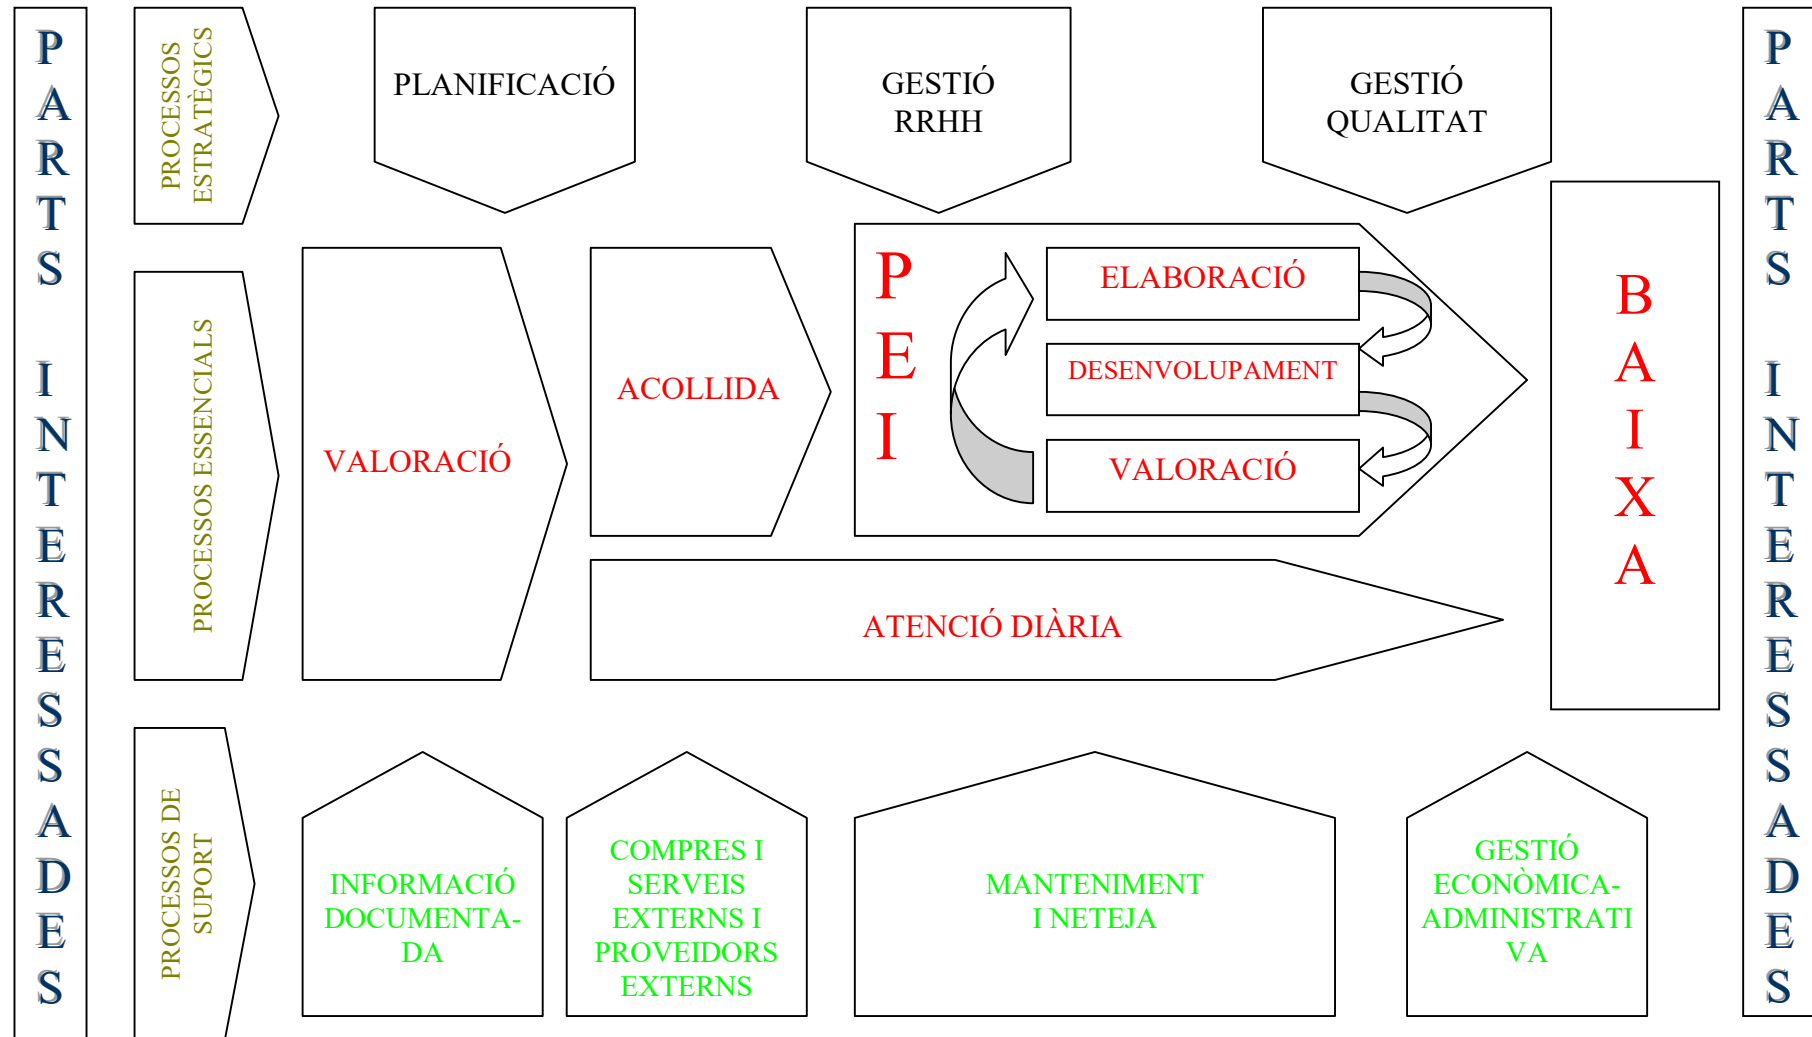 PARTS INTERESSADES
PROCESSOS
ESTRATÈGICS
PLANIFICACIÓ
GESTIÓ
RRHH
GESTIÓ
QUALITAT
PROCESSOS ESSENCIALS
VALORACIÓ
ACOLLIDA
PEI
ELABORACIÓ
DESENVOLUPAMENT
VALORACIÓ
ATENCIÓ DIÀRIA
BAIXA
PROCESSOS DE
SUPORT
INFORMACIÓ
DOCUMENTA-
DA
COMPRES I
SERVEIS
EXTERNS I
PROVEIDORS
EXTERNS
MANTENIMENT
I NETEJA
GESTIÓ
ECONÒMICA-
ADMINISTRATI
VA
PARTS INTERESSADES